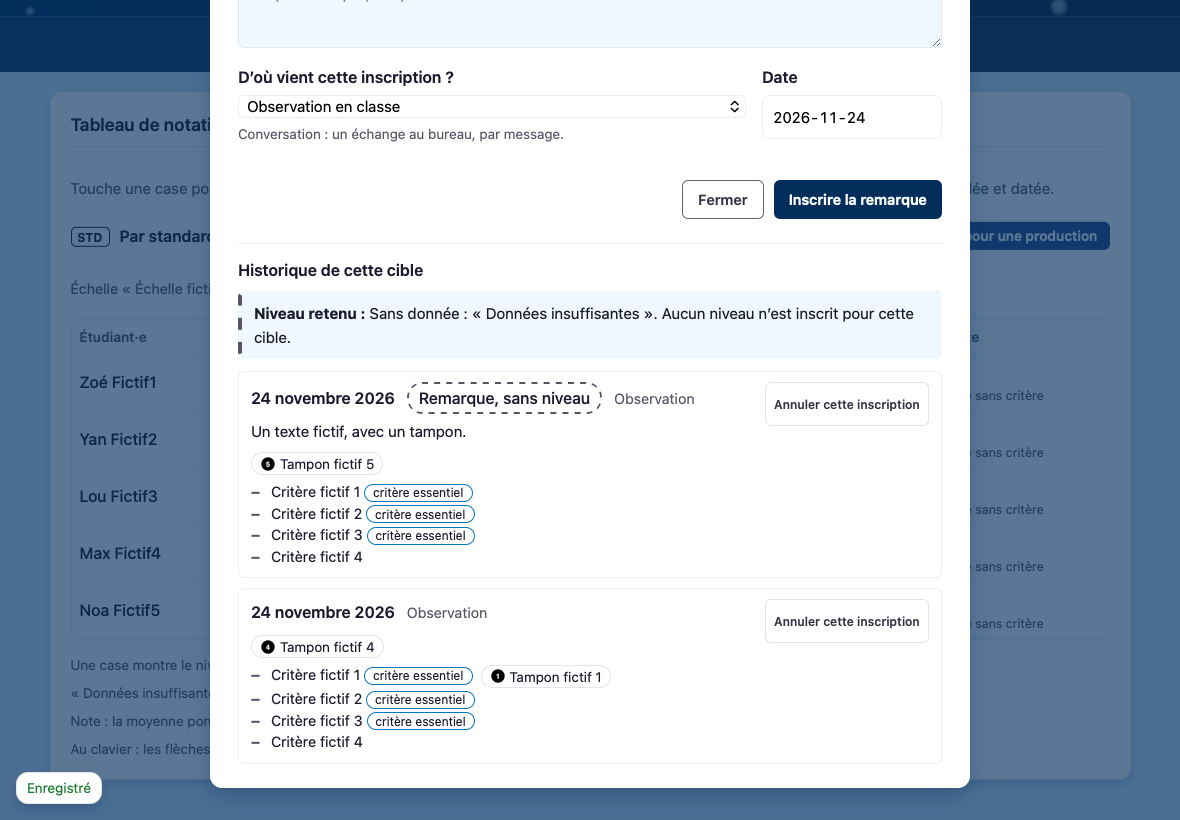 D'où vient cette inscription ?
Date
Observation en classe
2026-11-24
Conversation : un échange au bureau, par message.
Fermer
Inscrire la remarque
Historique de cette cible
Niveau retenu : Sans donnée : « Données insuffisantes ». Aucun niveau n'est inscrit pour cette
cible.
24 novembre 2026 Remarque, sans niveau Observation
Annuler cette inscription
Un texte fictif, avec un tampon.
5 Tampon fictif 5
– Critère fictif 1 critère essentiel
– Critère fictif 2 critère essentiel
– Critère fictif 3 critère essentiel
– Critère fictif 4
24 novembre 2026 Observation
Annuler cette inscription
4 Tampon fictif 4
– Critère fictif 1 critère essentiel 1 Tampon fictif 1
– Critère fictif 2 critère essentiel
– Critère fictif 3 critère essentiel
– Critère fictif 4
Tableau de notati
Touche une case po
ée et datée.
STD Par standar
pour une production
Échelle « Échelle ficti
Étudiant·e
Zoé Fictif1
sans critère
Yan Fictif2
sans critère
Lou Fictif3
sans critère
Max Fictif4
sans critère
Noa Fictif5
sans critère
Une case montre le ni
« Données insuffisant
Note : la moyenne pon
Au clavier : les flèches
Enregistré